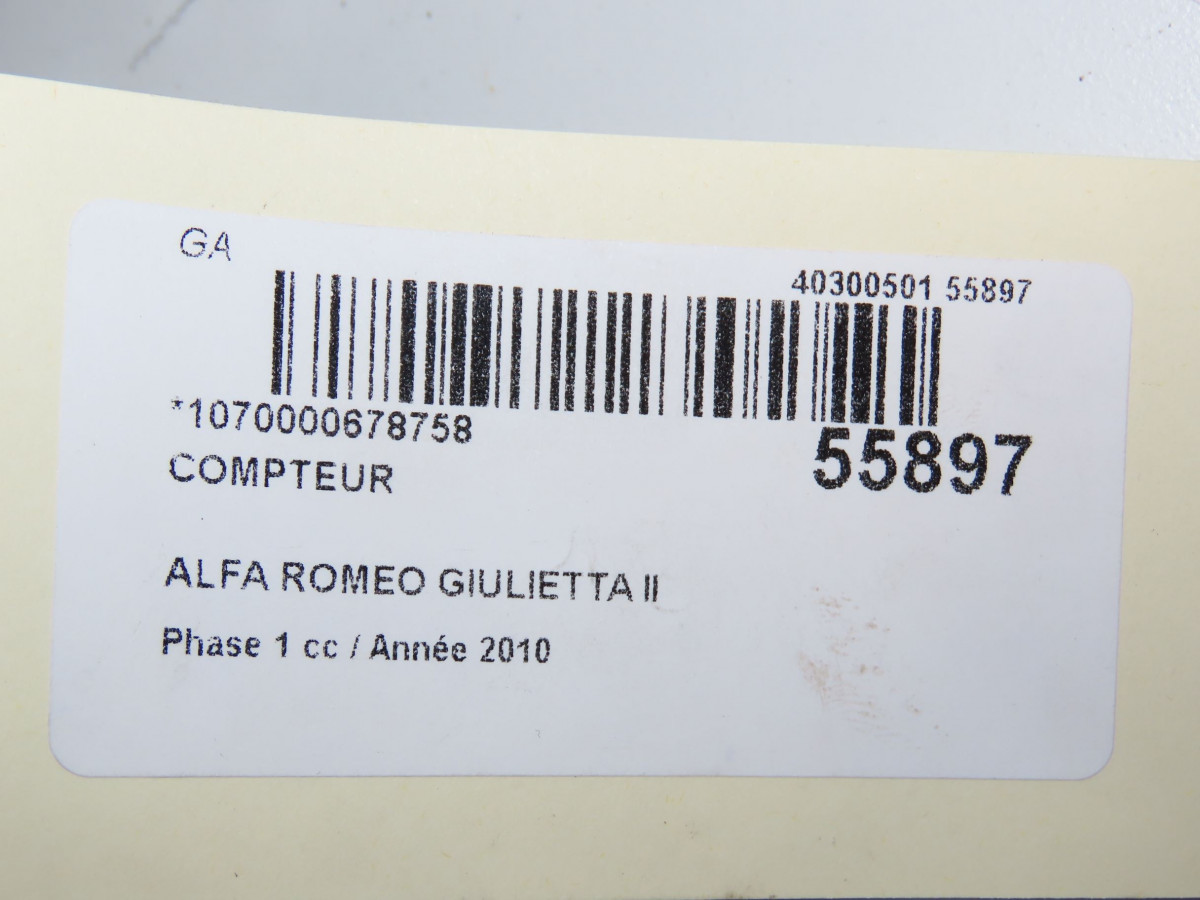 GA
40300501 55897
*1070000678758
55897
COMPTEUR
ALFA ROMEO GIULIETTA II
Phase 1 cc / Année 2010